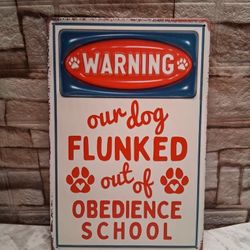 WARNING
our dog
FLUNKED
out of
OBEDIENCE
SCHOOL